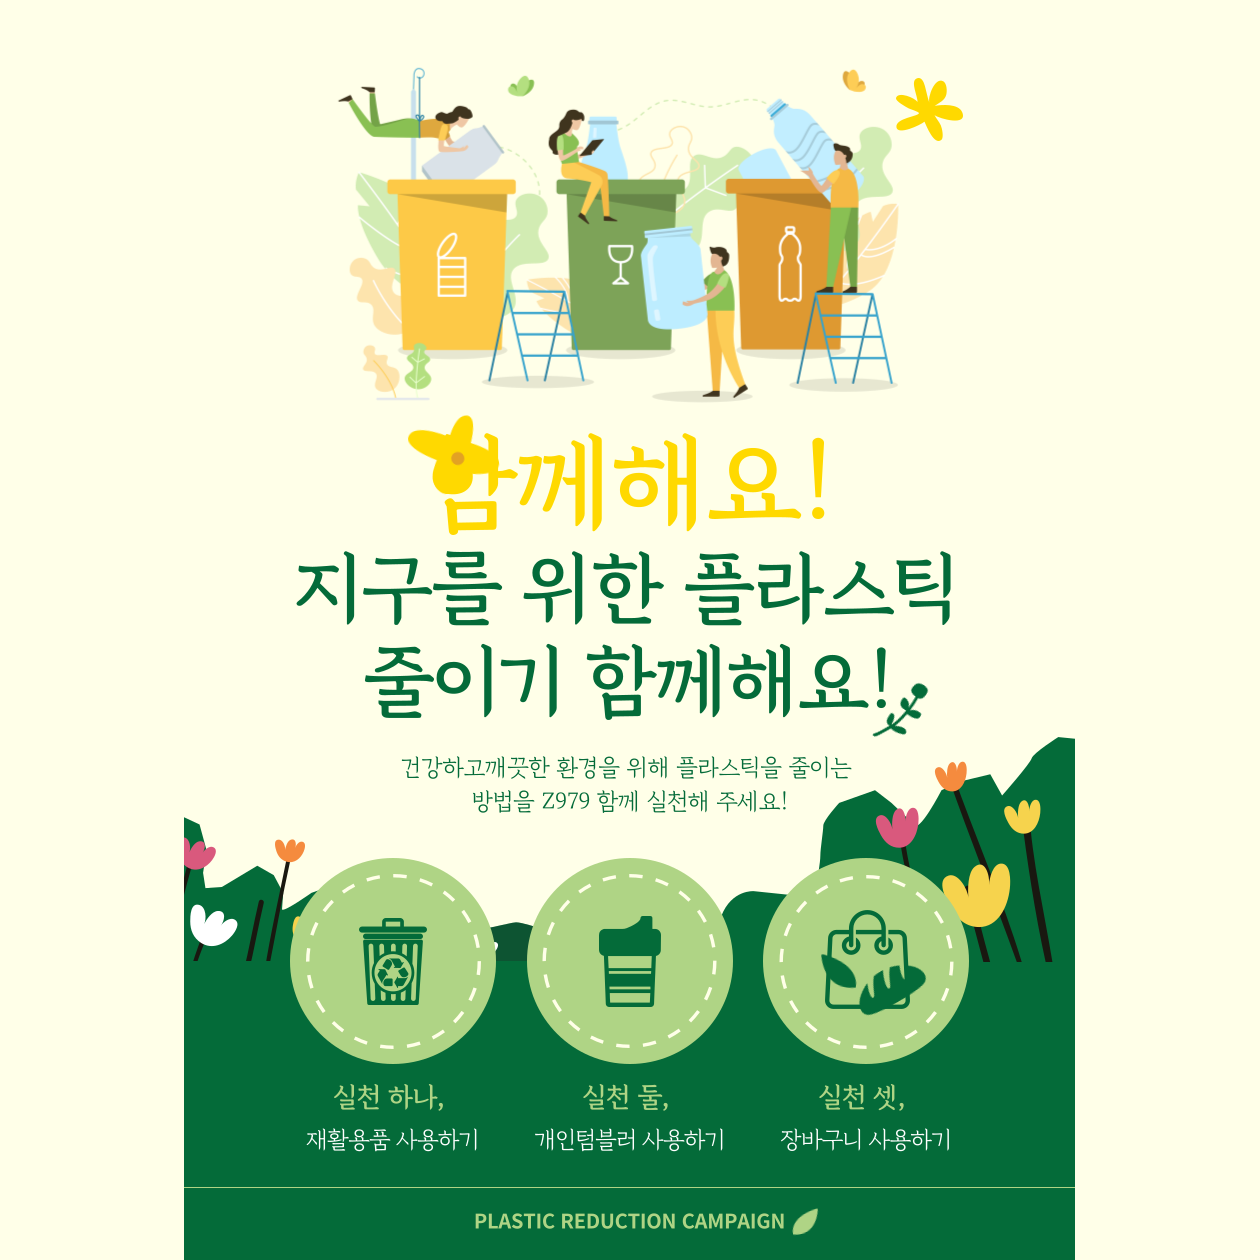 함께해요!
지구를 위한 플라스틱
줄이기 함께해요!
건강하고깨끗한 환경을 위해 플라스틱을 줄이는
방법을 Z979 함께 실천해 주세요!
실천 하나,
재활용품 사용하기
실천 둘,
개인텀블러 사용하기
실천 셋,
장바구니 사용하기
PLASTIC REDUCTION CAMPAIGN